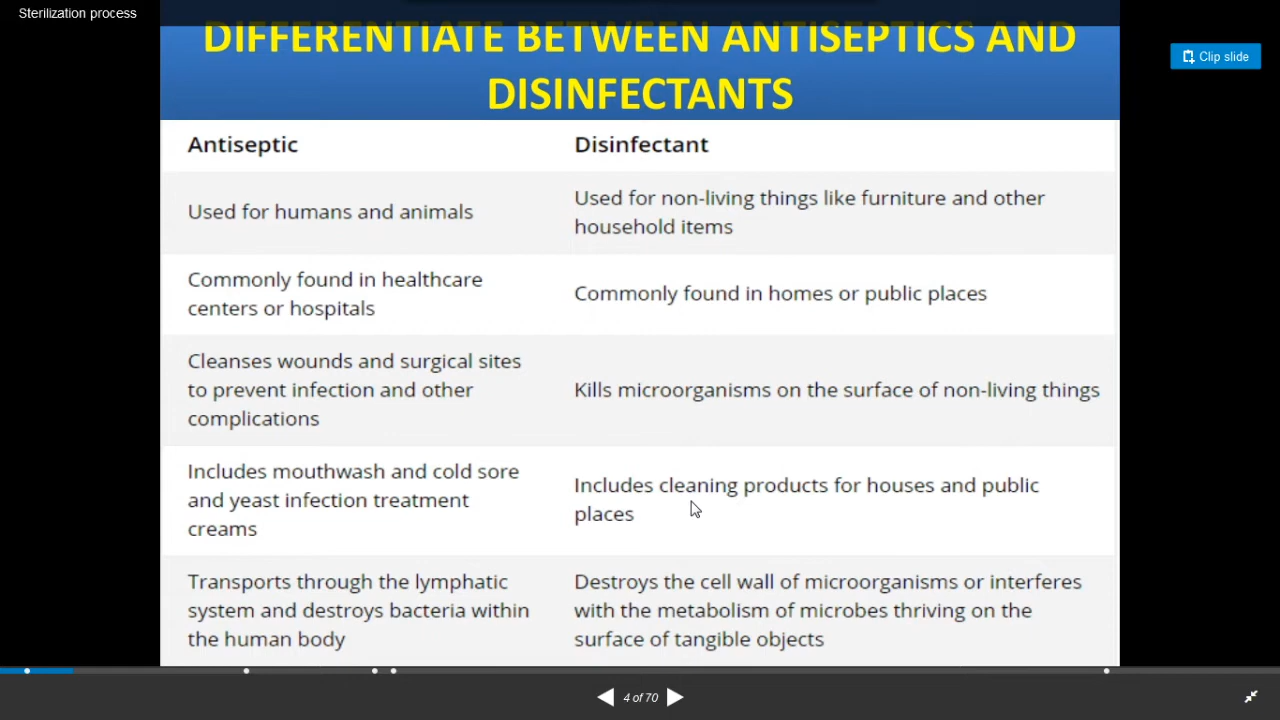 Sterilization process
DIFFERENTIATE BETWEEN ANTISEPTICS AND
DISINFECTANTS
Clip slide
Antiseptic
Disinfectant
Used for humans and animals
Used for non-living things like furniture and other
household items
Commonly found in healthcare
centers or hospitals
Commonly found in homes or public places
Cleanses wounds and surgical sites
to prevent infection and other
complications
Kills microorganisms on the surface of non-living things
Includes mouthwash and cold sore
and yeast infection treatment
creams
Includes cleaning products for houses and public
places
Transports through the lymphatic
system and destroys bacteria within
the human body
Destroys the cell wall of microorganisms or interferes
with the metabolism of microbes thriving on the
surface of tangible objects
4 of 70